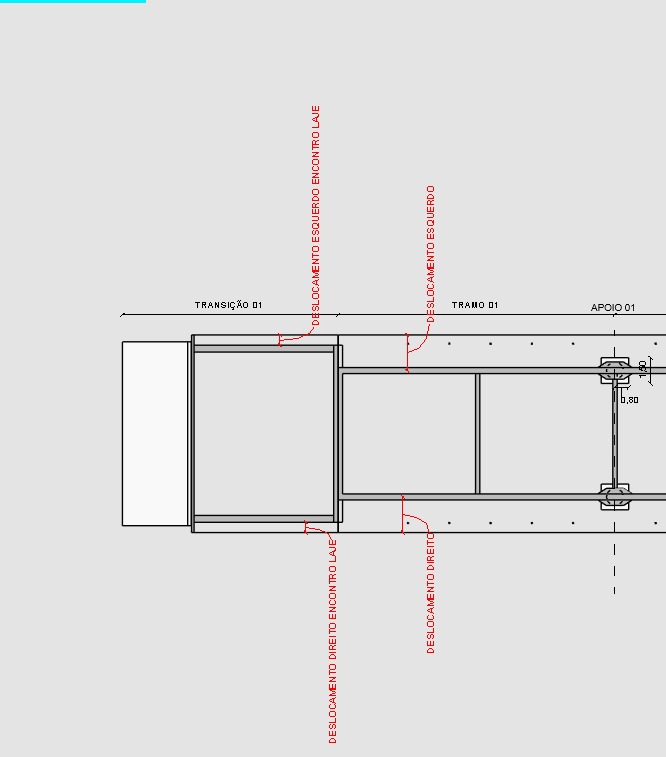 DESLOCAMENTO ESQUERDO ENCONTRO LAJE
DESLOCAMENTO ESQUERDO
TRANSIÇÃO 01
TRAMO 01
APOIO 01
1,50
0,80
DESLOCAMENTO DIREITO ENCONTRO LAJE
DESLOCAMENTO DIREITO